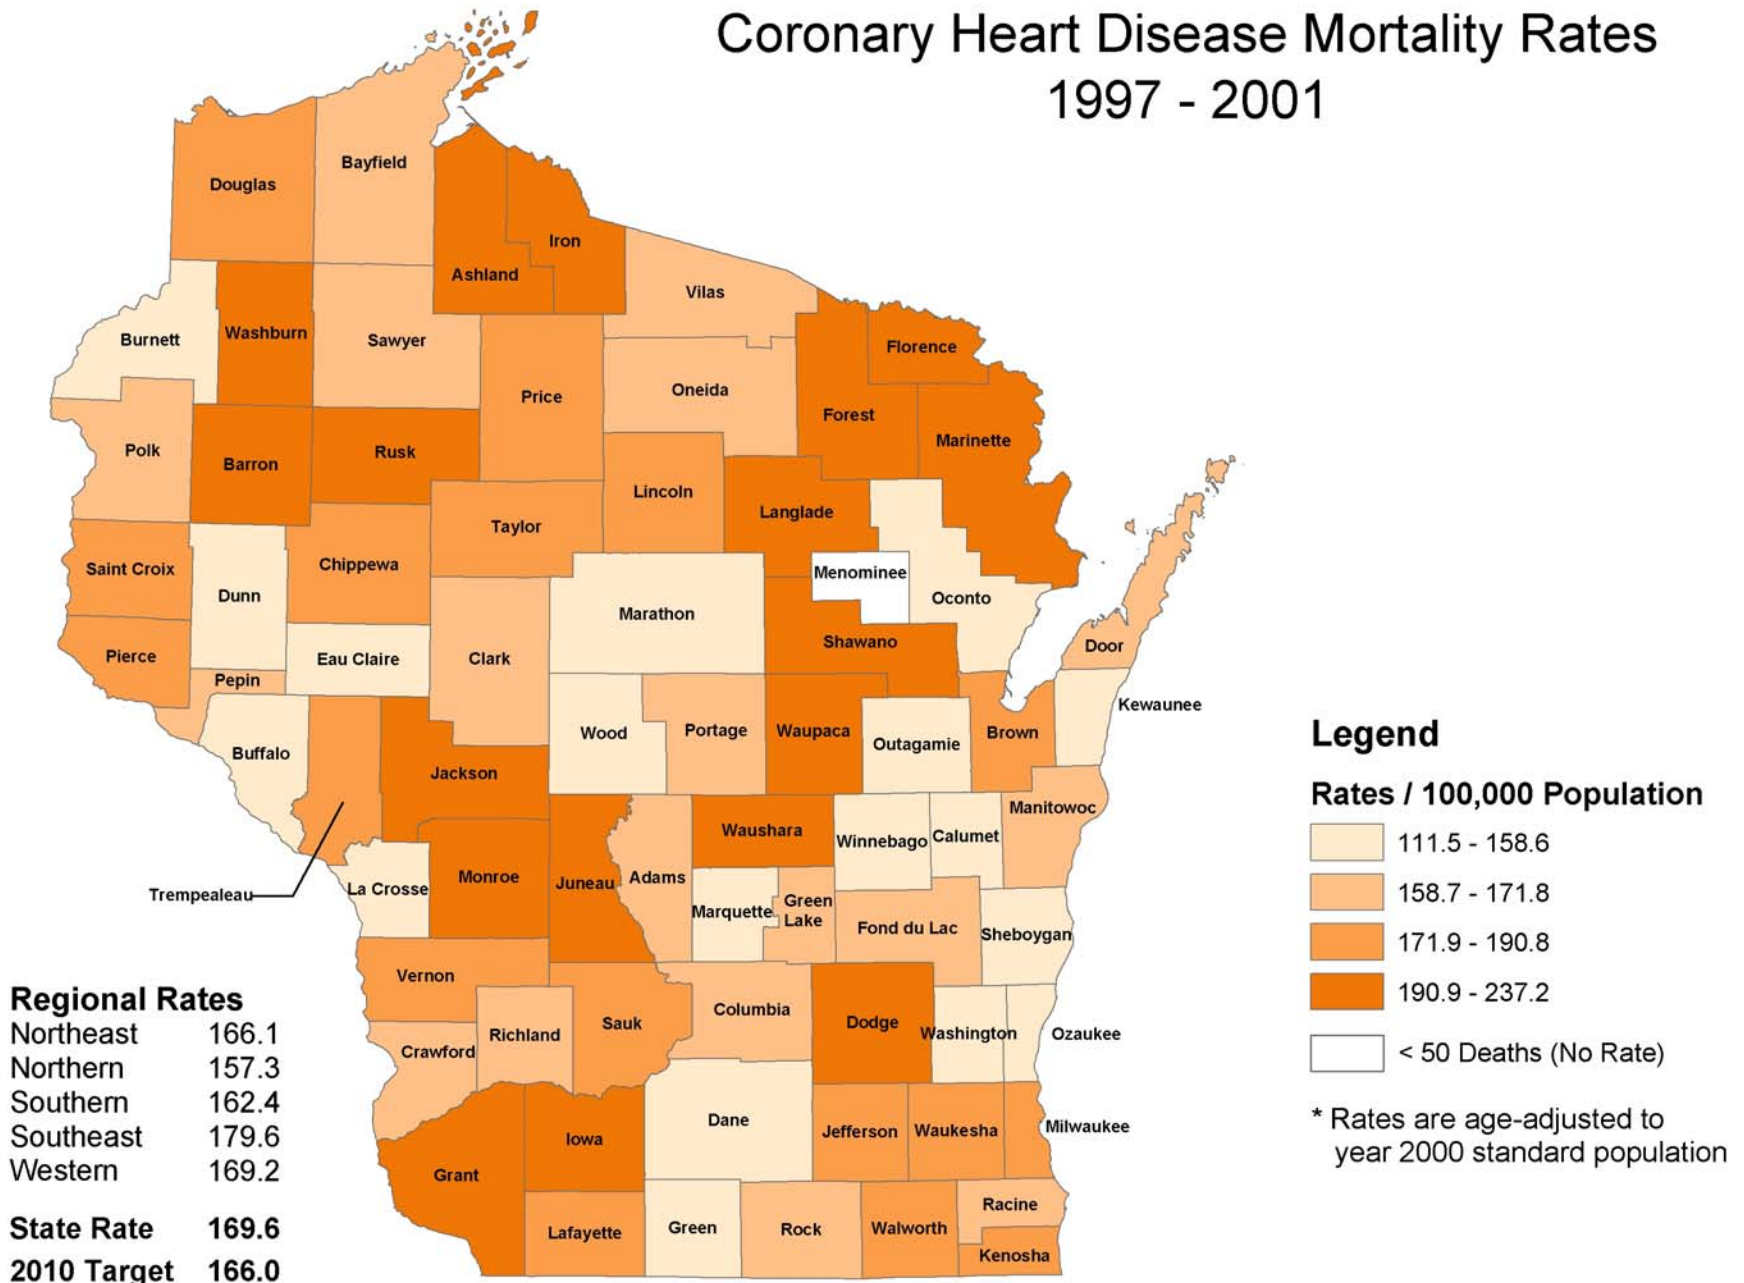 Coronary Heart Disease Mortality Rates
1997 - 2001
Bayfield
Douglas
Iron
Ashland
Vilas
Washburn
Burnett
Sawyer
Florence
Oneida
Price
Forest
Marinette
Polk
Rusk
Barron
Lincoln
Langlade
Taylor
Chippewa
Saint Croix
Menominee
Dunn
Oconto
Marathon
Shawano
Door
Pierce
Eau Claire
Clark
Pepin
Kewaunee
Portage
Waupaca
Wood
Brown
Outagamie
Buffalo
Jackson
Manitowoc
Waushara
Calumet
Winnebago
Monroe
Adams
Juneau
La Crosse
Trempealeau
Green
Lake
Marquette
Fond du Lac
Sheboygan
Vernon
Columbia
Dodge
Sauk
Richland
Washington
Ozaukee
Crawford
Dane
Milwaukee
Waukesha
Jefferson
Iowa
Grant
Racine
Green
Rock
Walworth
Lafayette
Kenosha
Legend
Rates / 100,000 Population
111.5 - 158.6
158.7 - 171.8
171.9 - 190.8
190.9 - 237.2
< 50 Deaths (No Rate)
* Rates are age-adjusted to
year 2000 standard population
Regional Rates
Northeast 166.1
Northern 157.3
Southern 162.4
Southeast 179.6
Western 169.2
State Rate 169.6
2010 Target 166.0